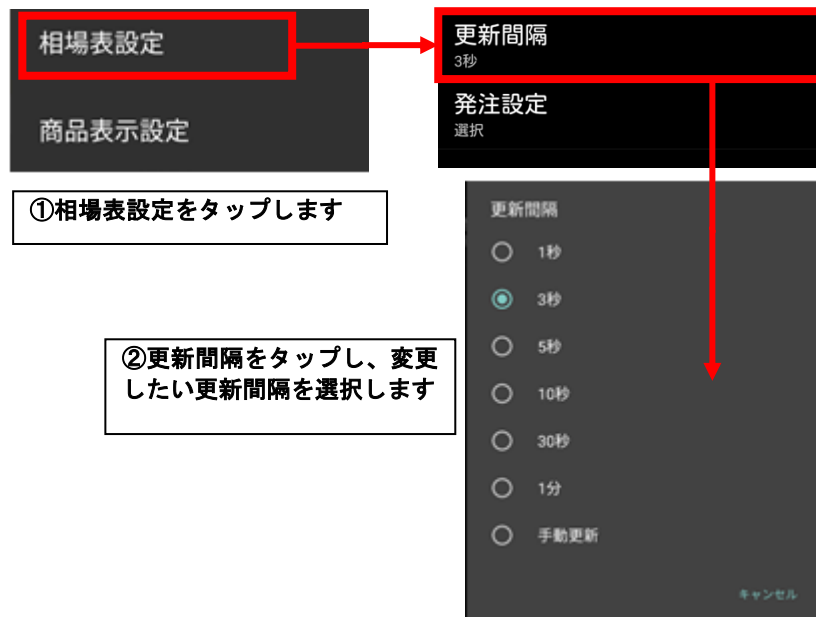 相場表設定
商品表示設定
更新間隔
3秒
発注設定
選択
①相場表設定をタップします
②更新間隔をタップし、変更
したい更新間隔を選択します
更新間隔
1秒
3秒
5秒
10秒
30秒
1分
手動更新
キャンセル